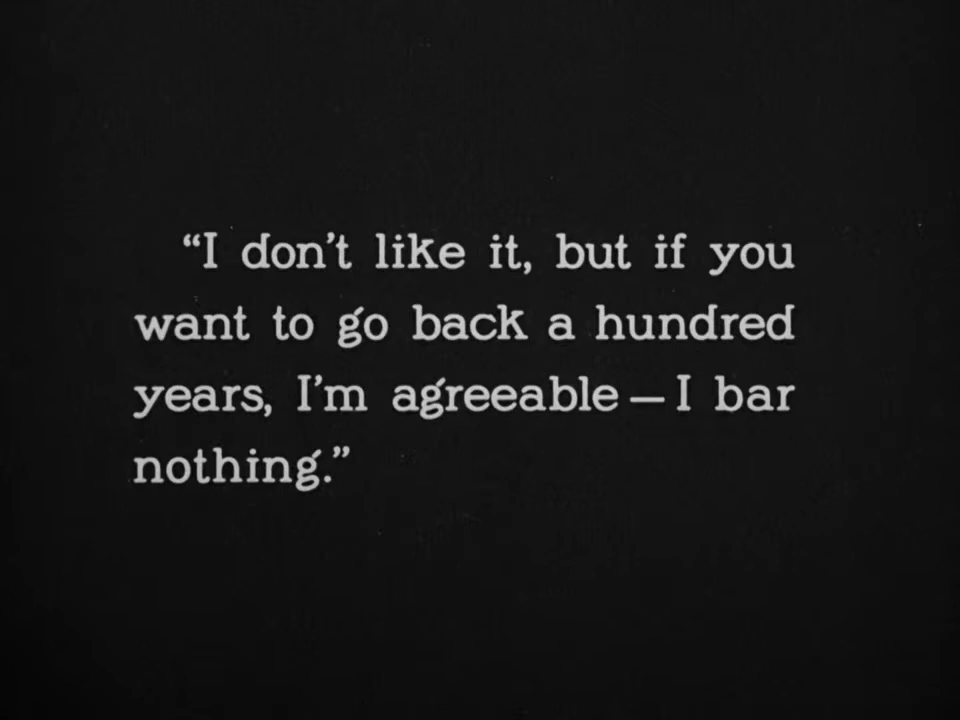 “I don’t like it, but if you
want to go back a hundred
years, I’m agreeable — I bar
nothing.”